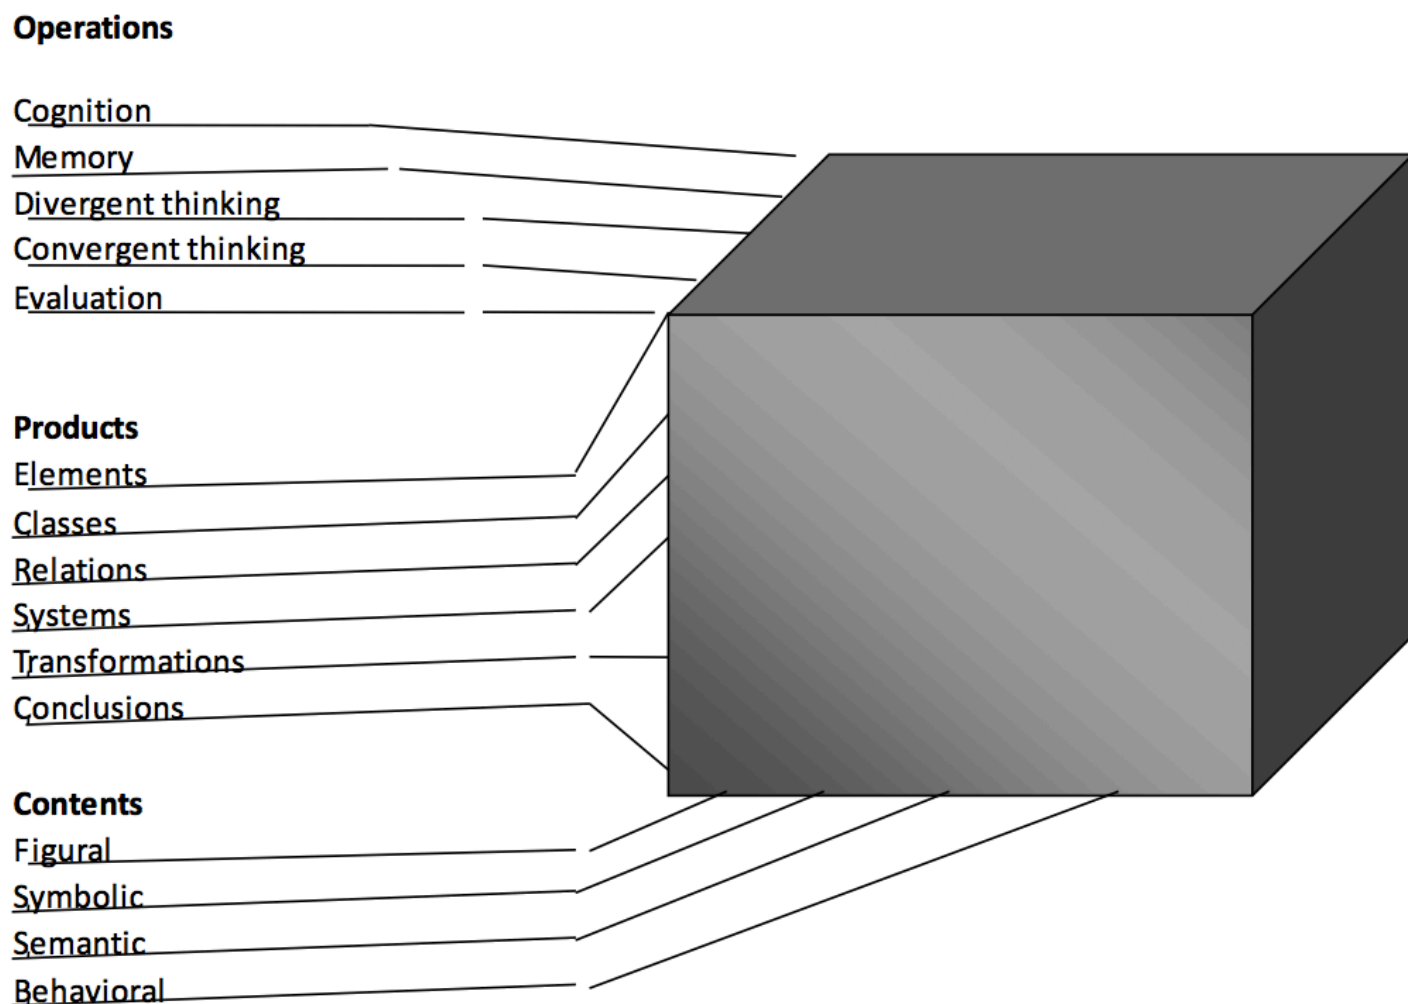 Operations
Cognition
Memory
Divergent thinking
Convergent thinking
Evaluation
Products
Elements
Classes
Relations
Systems
Transformations
Conclusions
Contents
Figural
Symbolic
Semantic
Behavioral